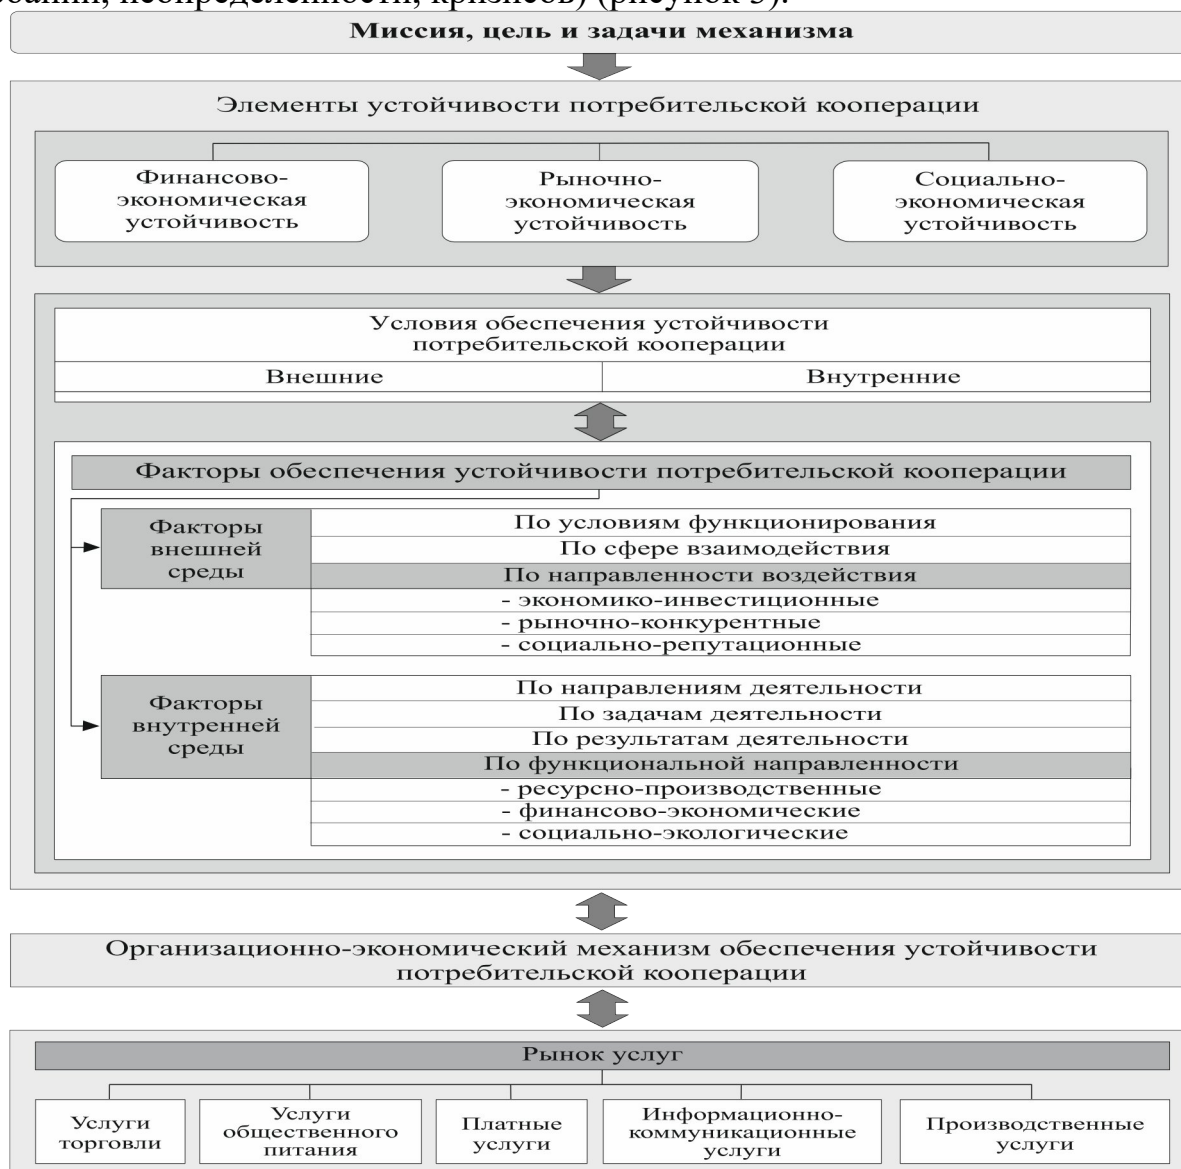 неопределенности, кризисов) (рисунок 3).
Миссия, цель и задачи механизма
Элементы устойчивости потребительской кооперации
Финансово-
экономическая
устойчивость
Рыночно-
экономическая
устойчивость
Социально-
экономическая
устойчивость
Условия обеспечения устойчивости
потребительской кооперации
Внешние
Внутренние
Факторы обеспечения устойчивости потребительской кооперации
Факторы
внешней
среды
По условиям функционирования
По сфере взаимодействия
По направленности воздействия
- экономико-инвестиционные
- рыночно-конкурентные
- социально-репутационные
Факторы
внутренней
среды
По направлениям деятельности
По задачам деятельности
По результатам деятельности
По функциональной направленности
- ресурсно-производственные
- финансово-экономические
- социально-экологические
Организационно-экономический механизм обеспечения устойчивости
потребительской кооперации
Рынок услуг
Услуги
торговли
Услуги
общественного
питания
Платные
услуги
Информационно-
коммуникационные
услуги
Производственные
услуги